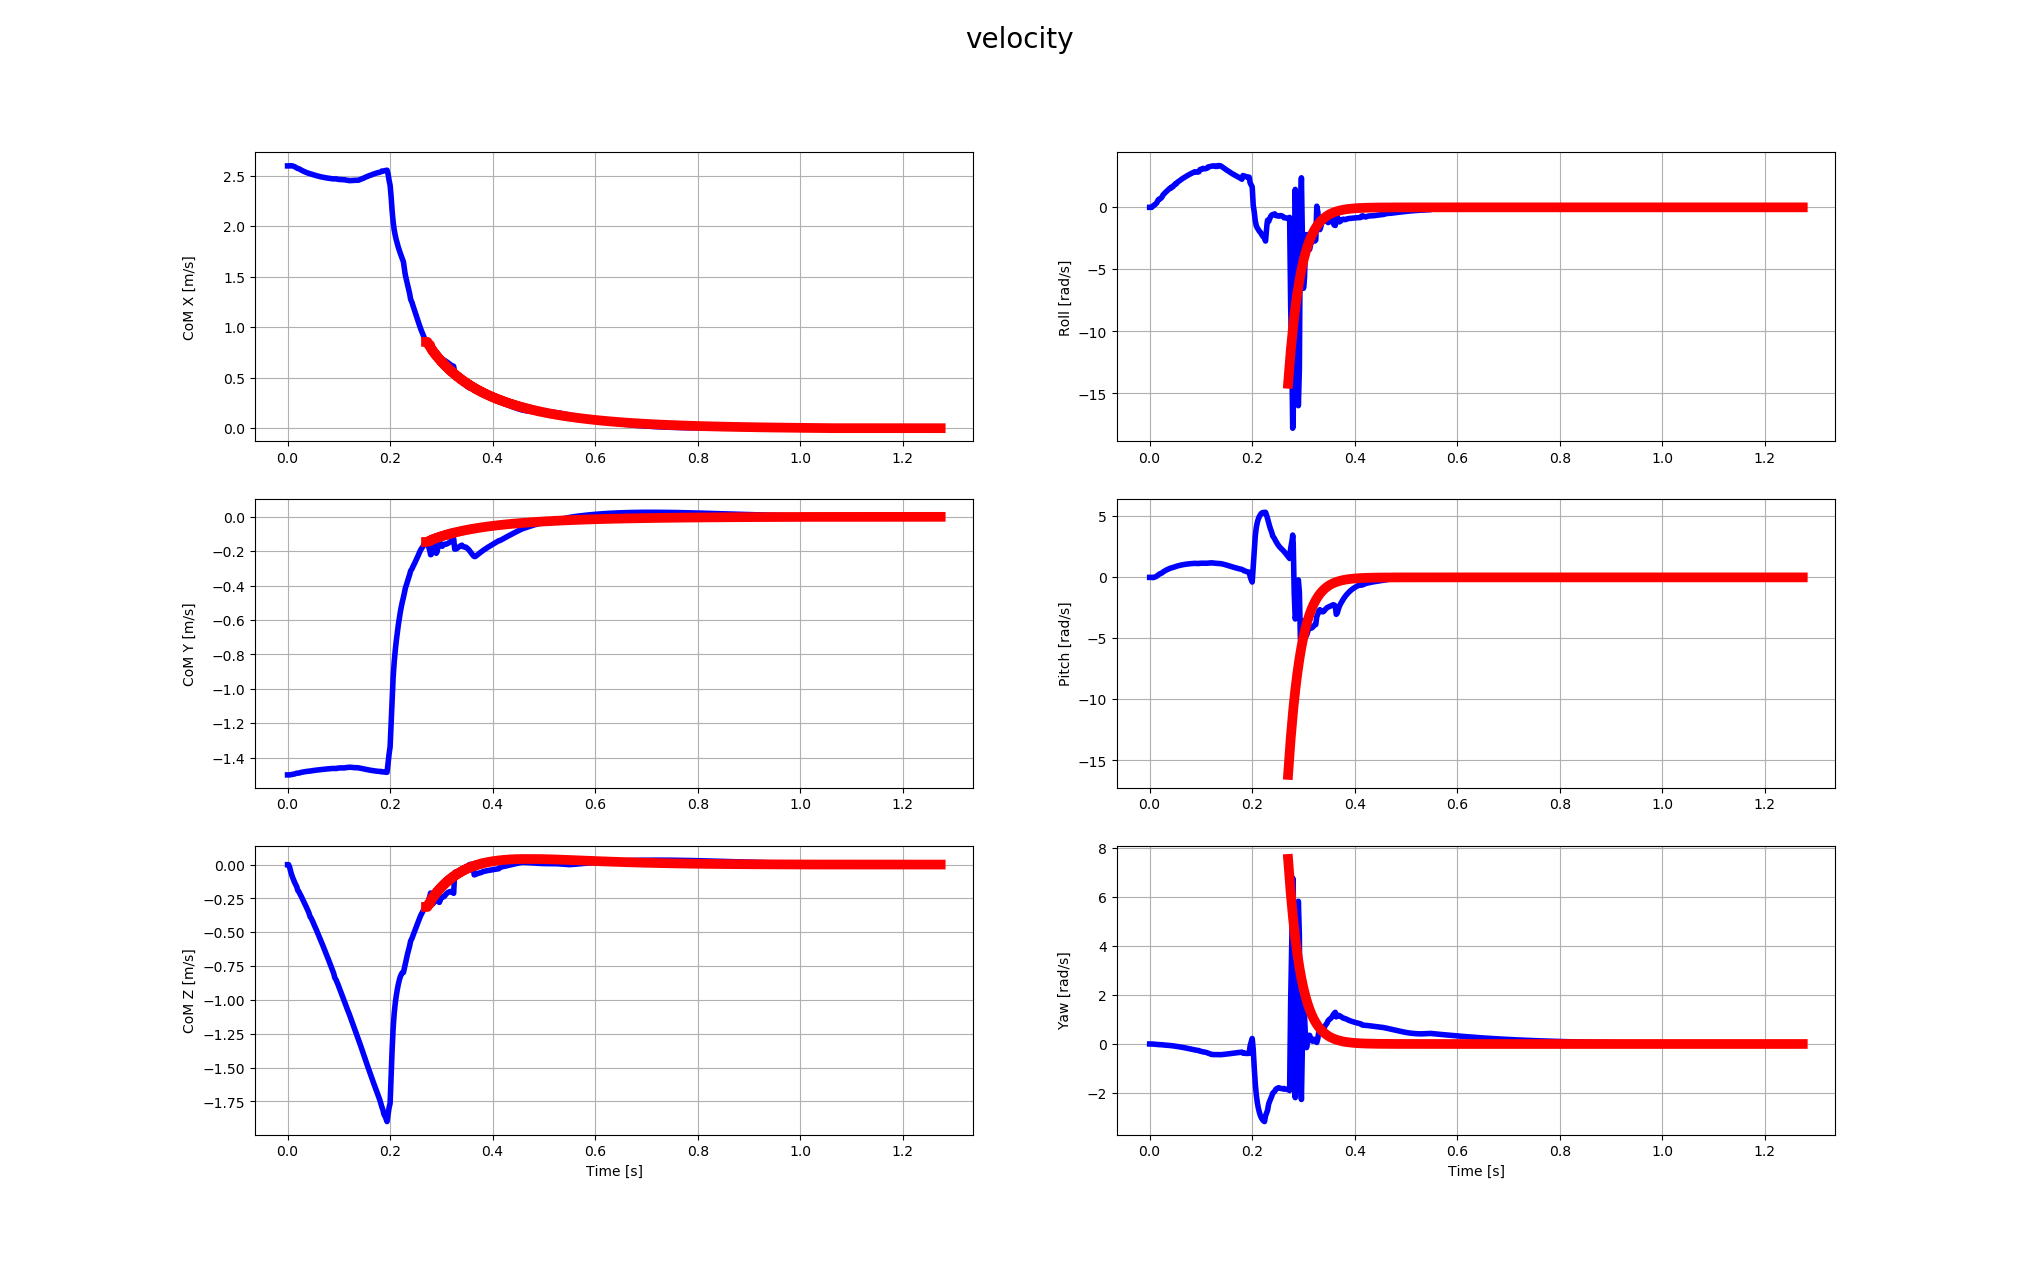 velocity
CoM X [m/s]
2.5
2.0
1.5
1.0
0.5
0.0
0.0 0.2 0.4 0.6 0.8 1.0 1.2
Roll [rad/s]
0
−5
−10
−15
0.0 0.2 0.4 0.6 0.8 1.0 1.2
CoM Y [m/s]
0.0
−0.2
−0.4
−0.6
−0.8
−1.0
−1.2
−1.4
0.0 0.2 0.4 0.6 0.8 1.0 1.2
Pitch [rad/s]
5
0
−5
−10
−15
0.0 0.2 0.4 0.6 0.8 1.0 1.2
CoM Z [m/s]
0.00
−0.25
−0.50
−0.75
−1.00
−1.25
−1.50
−1.75
0.0 0.2 0.4 0.6 0.8 1.0 1.2
Time [s]
Yaw [rad/s]
8
6
4
2
0
−2
0.0 0.2 0.4 0.6 0.8 1.0 1.2
Time [s]